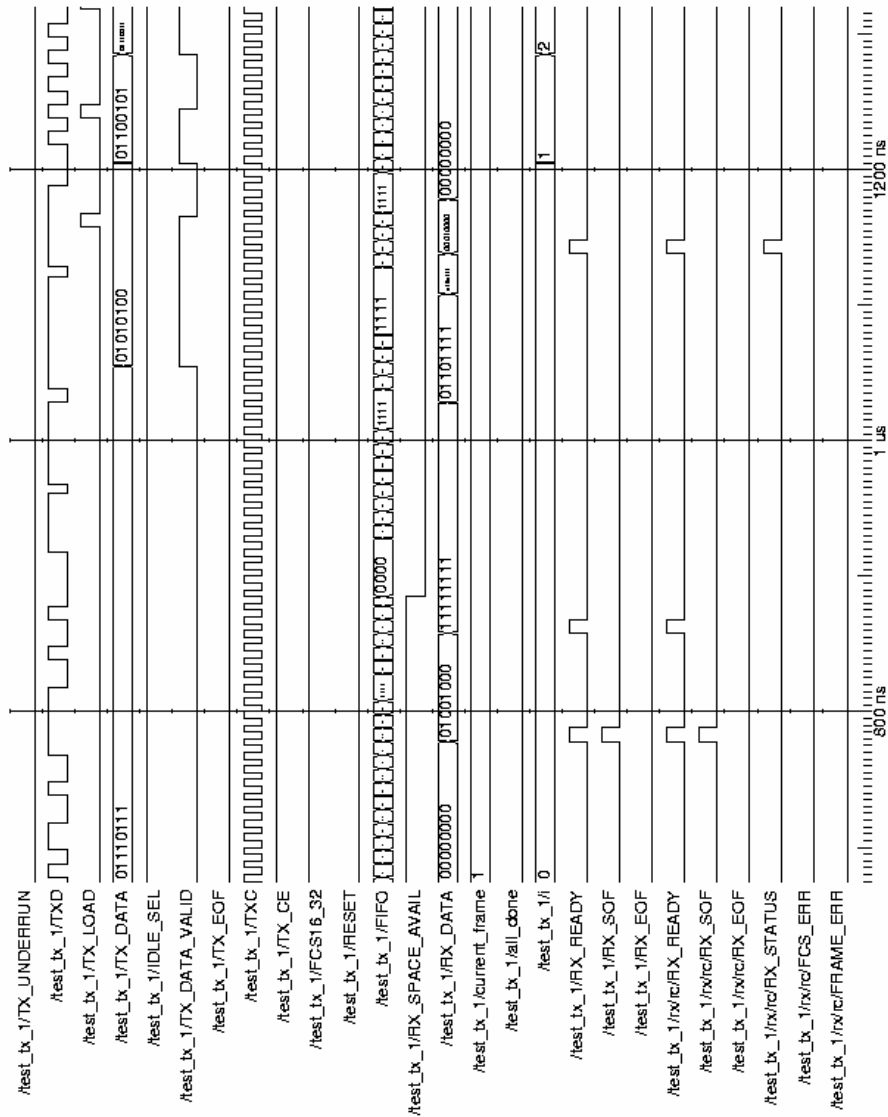 /test_tx_1/TX_UNDERRUN
/test_tx_1/TXD
/test_tx_1/TX_LOAD
/test_tx_1/TX_DATA 01110111 01010100 01100101
/test_tx_1/IDLE_SEL
/test_tx_1/TX_DATA_VALID
/test_tx_1/TX_EOF
/test_tx_1/TXC
/test_tx_1/TX_CE
/test_tx_1/FCS16_32
/test_tx_1/RESET
/test_tx_1/FIFO 0000 1111 1111 1111
/test_tx_1/RX_SPACE_AVAIL
/test_tx_1/RX_DATA 00000000 01001000 11111111 01101111 00010000 00000000
/test_tx_1/current_frame 1
/test_tx_1/all_done
/test_tx_1/i 0 1 2
/test_tx_1/RX_READY
/test_tx_1/RX_SOF
/test_tx_1/RX_EOF
/test_tx_1/rx/rc/RX_READY
/test_tx_1/rx/rc/RX_SOF
/test_tx_1/rx/rc/RX_EOF
/test_tx_1/rx/rc/RX_STATUS
/test_tx_1/rx/rc/FCS_ERR
/test_tx_1/rx/rc/FRAME_ERR
800 ns 1 us 1200 ns